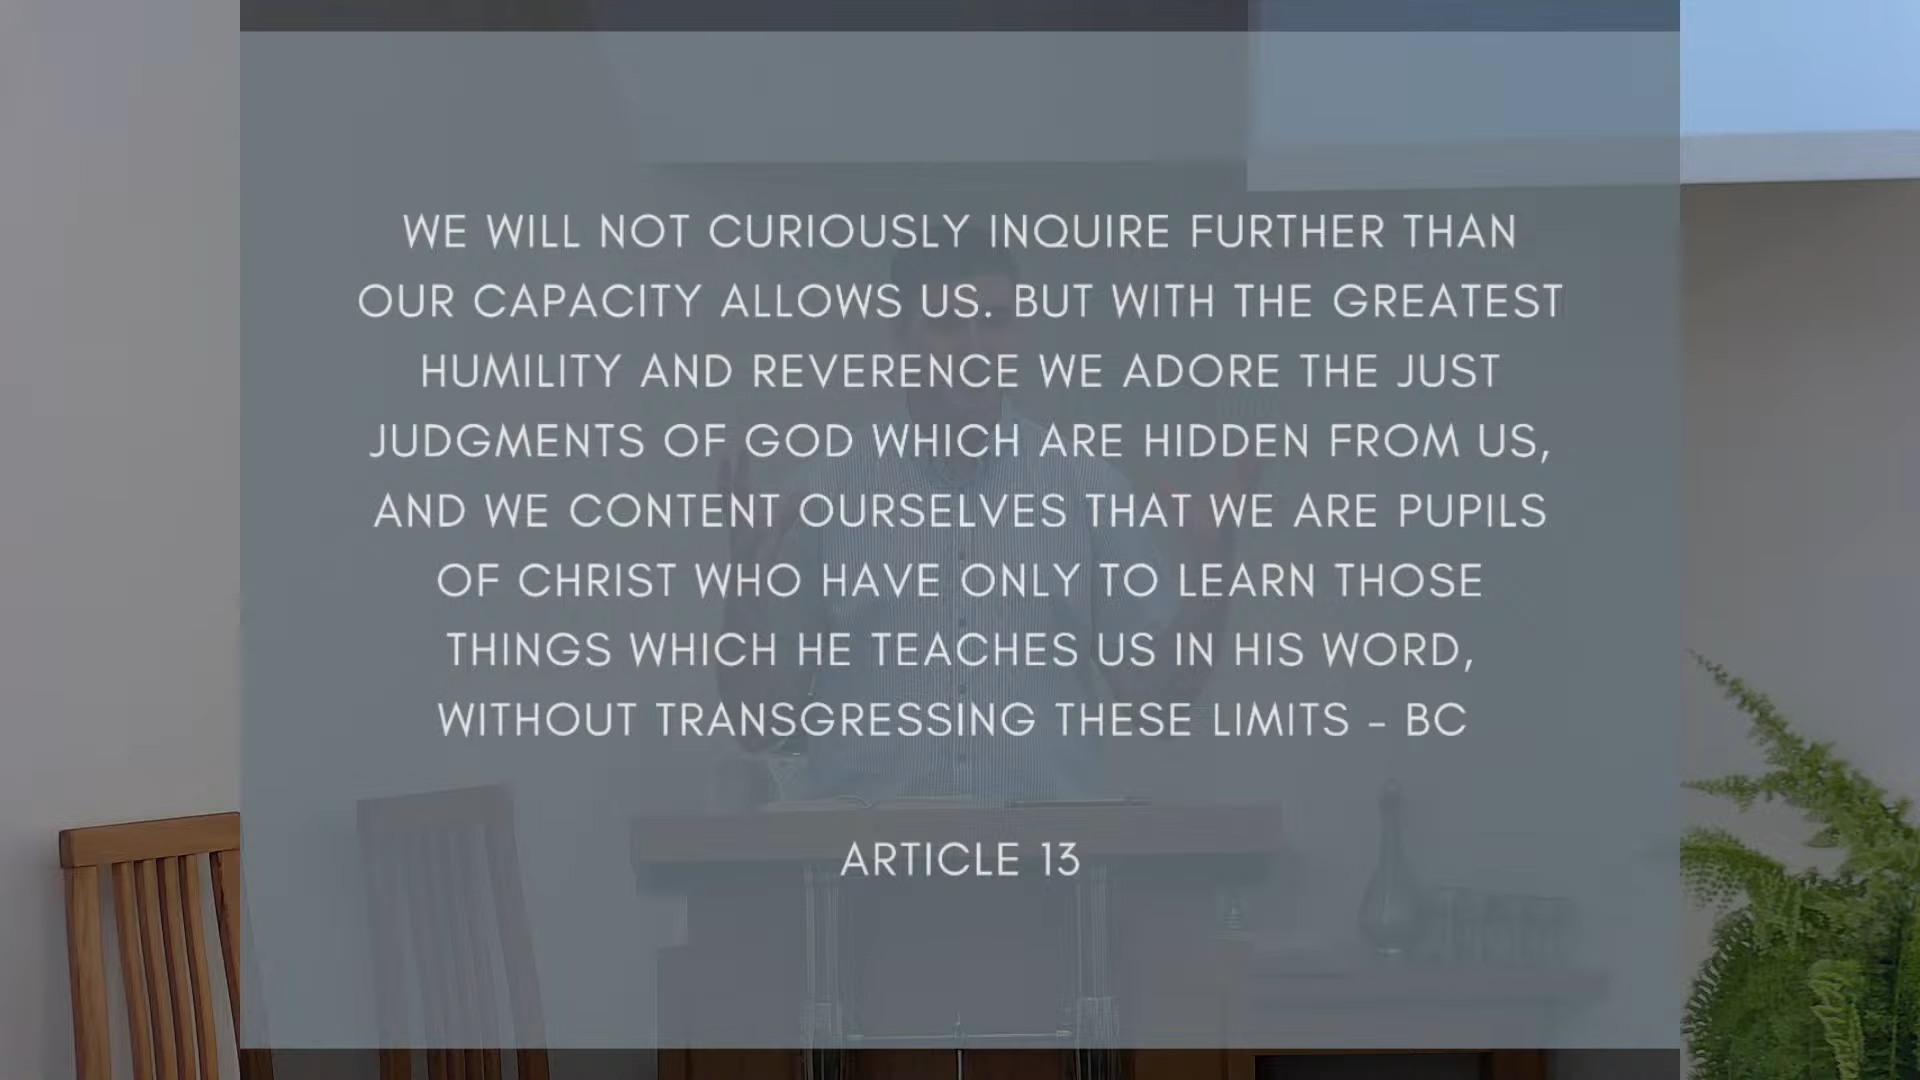 WE WILL NOT CURIOUSLY INQUIRE FURTHER THAN
OUR CAPACITY ALLOWS US. BUT WITH THE GREATEST
HUMILITY AND REVERENCE WE ADORE THE JUST
JUDGMENTS OF GOD WHICH ARE HIDDEN FROM US,
AND WE CONTENT OURSELVES THAT WE ARE PUPILS
OF CHRIST WHO HAVE ONLY TO LEARN THOSE
THINGS WHICH HE TEACHES US IN HIS WORD,
WITHOUT TRANSGRESSING THESE LIMITS - BC
ARTICLE 13